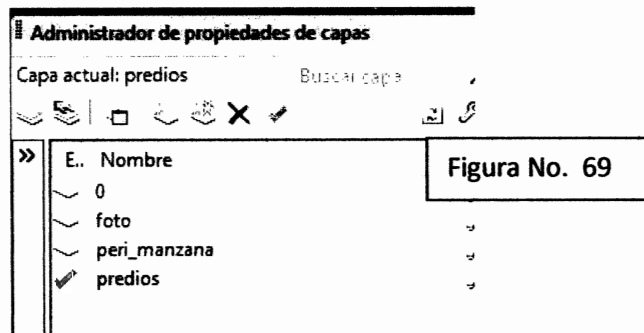 Administrador de propiedades de capas
Capa actual: predios Buscar capa
E.. Nombre
Figura No. 69
0
foto
peri_manzana
predios